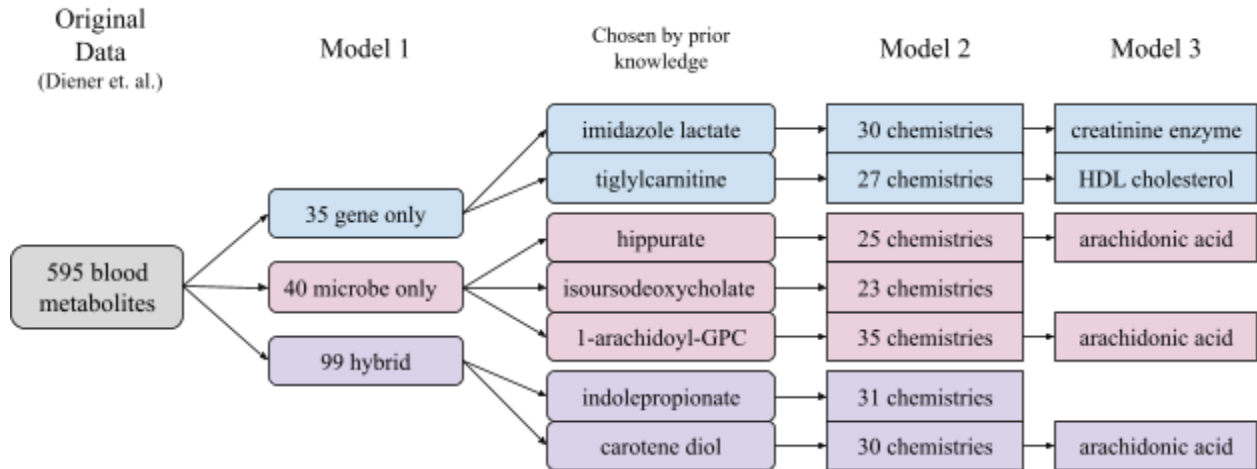 Original
Data
(Diener et. al.)
Model 1
Chosen by prior
knowledge
Model 2
Model 3
595 blood
metabolites
35 gene only
40 microbe only
99 hybrid
imidazole lactate
30 chemistries
creatinine enzyme
tiglylcarnitine
27 chemistries
HDL cholesterol
hippurate
25 chemistries
arachidonic acid
isoursodeoxycholate
23 chemistries
1-arachidoyl-GPC
35 chemistries
arachidonic acid
indolepropionate
31 chemistries
carotene diol
30 chemistries
arachidonic acid